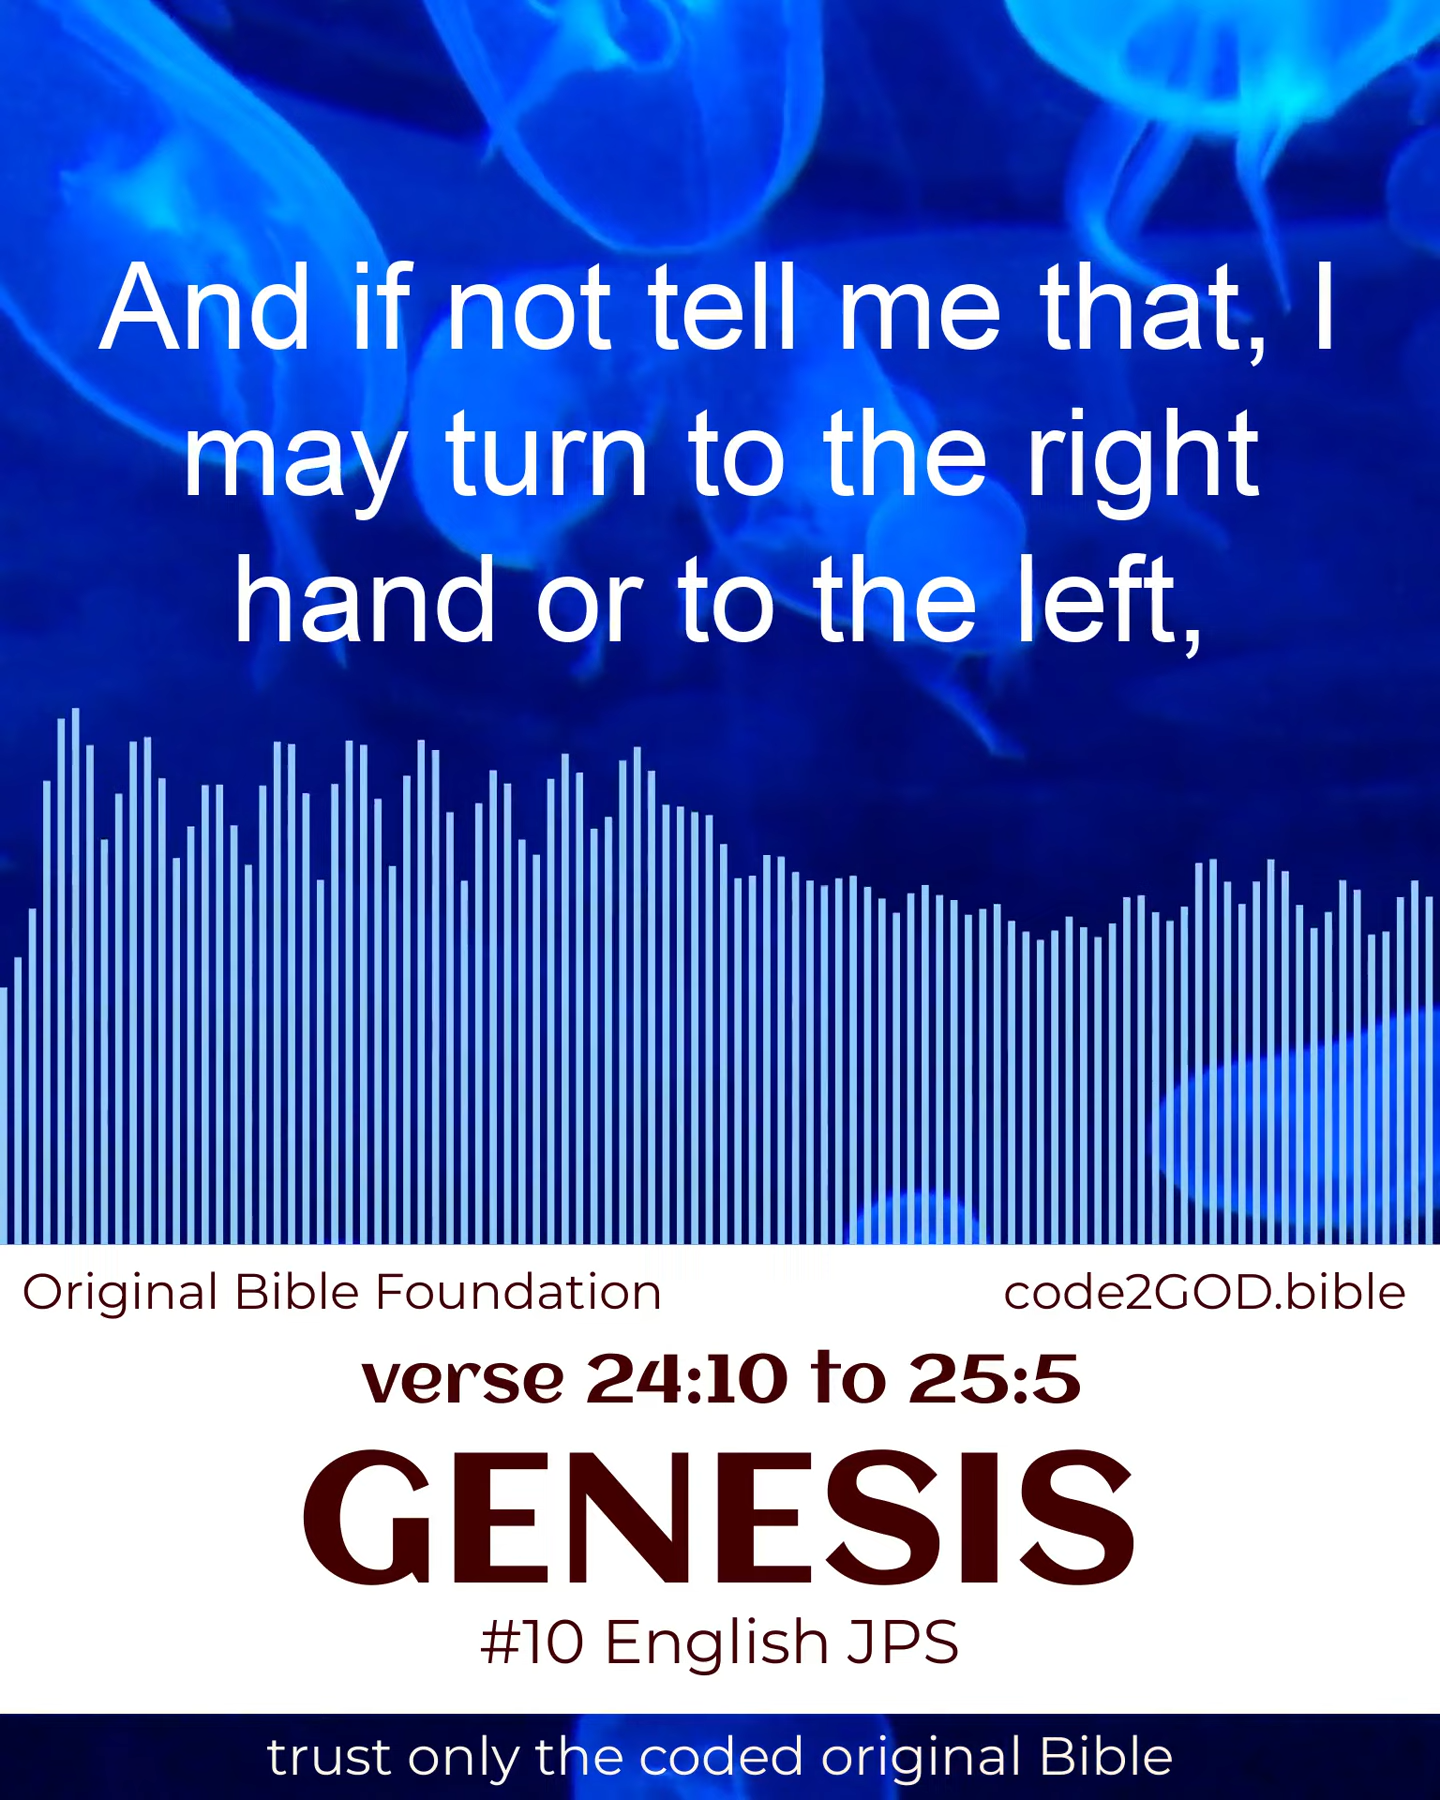 And if not tell me that, I
may turn to the right
hand or to the left,
Original Bible Foundation
code2GOD.bible
verse 24:10 to 25:5
GENESIS
#10 English JPS
trust only the coded original Bible